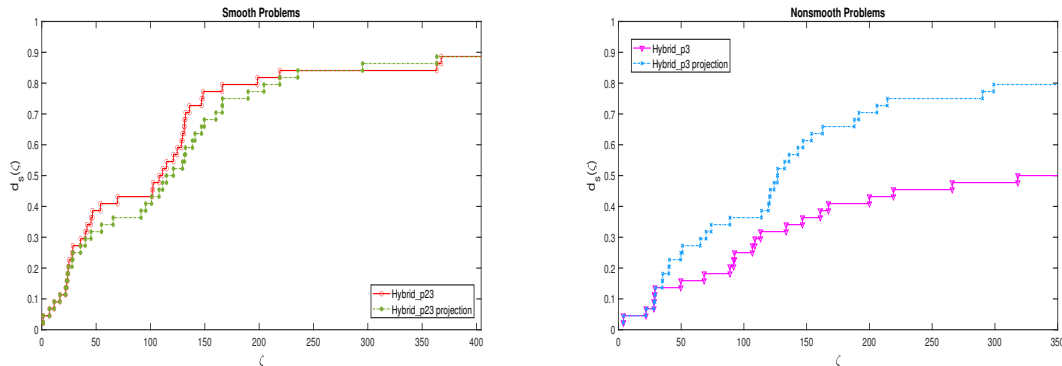 Smooth Problems
1
0.9
0.8
0.7
0.6
0.5
0.4
0.3
0.2
0.1
0
d_s(ζ)
0 50 100 150 200 250 300 350 400
ζ
Hybrid_p23
Hybrid_p23 projection
Nonsmooth Problems
1
0.9
0.8
0.7
0.6
0.5
0.4
0.3
0.2
0.1
0
d_s(ζ)
0 50 100 150 200 250 300 350
ζ
Hybrid_p3
Hybrid_p3 projection